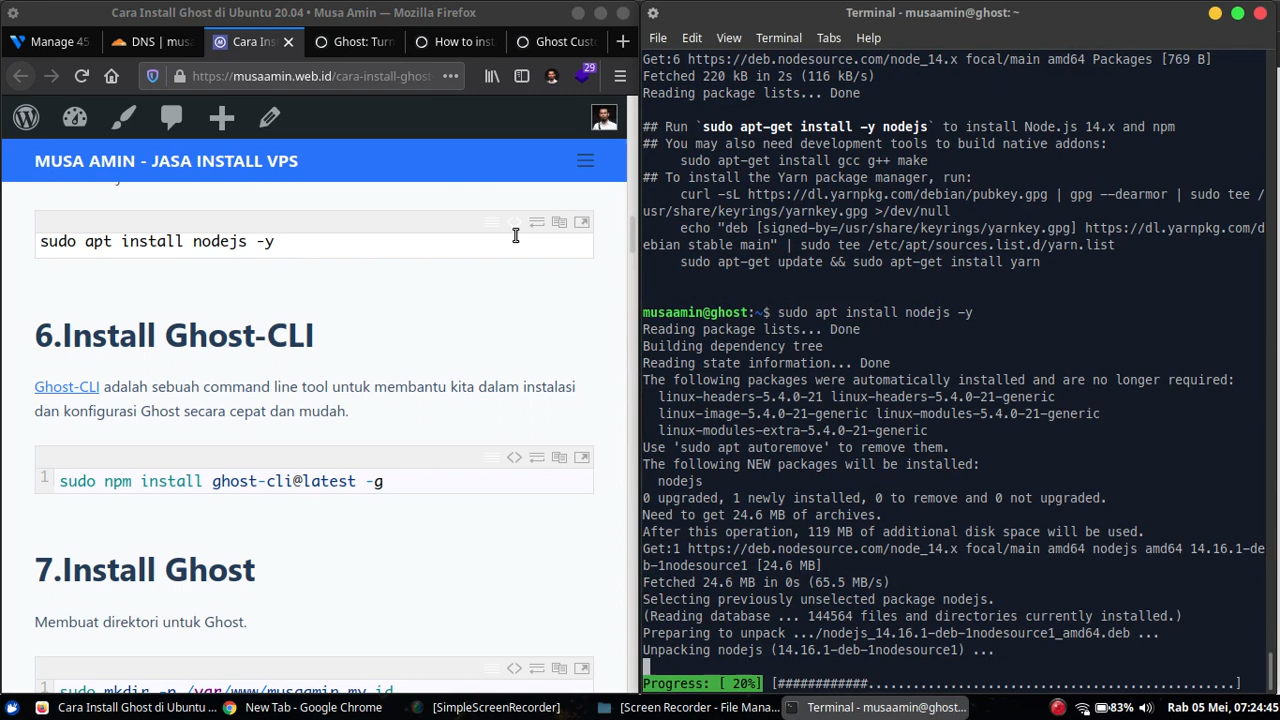 Cara Install Ghost di Ubuntu 20.04 • Musa Amin — Mozilla Firefox
Manage 45
DNS | mus
Cara Ins
Ghost: Turn
How to inst
Ghost Custo
https://musaamin.web.id/cara-install-ghost
29
MUSA AMIN - JASA INSTALL VPS
sudo apt install nodejs -y
6.Install Ghost-CLI
Ghost-CLI adalah sebuah command line tool untuk membantu kita dalam instalasi
dan konfigurasi Ghost secara cepat dan mudah.
1 sudo npm install ghost-cli@latest -g
7.Install Ghost
Membuat direktori untuk Ghost.
1 sudo mkdir -p /var/www/musaamin.my.id
Terminal - musaamin@ghost: ~
File Edit View Terminal Tabs Help
Get:6 https://deb.nodesource.com/node_14.x focal/main amd64 Packages [769 B]
Fetched 220 kB in 2s (116 kB/s)
Reading package lists... Done
## Run `sudo apt-get install -y nodejs` to install Node.js 14.x and npm
## You may also need development tools to build native addons:
sudo apt-get install gcc g++ make
## To install the Yarn package manager, run:
curl -sL https://dl.yarnpkg.com/debian/pubkey.gpg | gpg --dearmor | sudo tee /
usr/share/keyrings/yarnkey.gpg >/dev/null
echo "deb [signed-by=/usr/share/keyrings/yarnkey.gpg] https://dl.yarnpkg.com/d
ebian stable main" | sudo tee /etc/apt/sources.list.d/yarn.list
sudo apt-get update && sudo apt-get install yarn
musaamin@ghost:~$ sudo apt install nodejs -y
Reading package lists... Done
Building dependency tree
Reading state information... Done
The following packages were automatically installed and are no longer required:
linux-headers-5.4.0-21 linux-headers-5.4.0-21-generic
linux-image-5.4.0-21-generic linux-modules-5.4.0-21-generic
linux-modules-extra-5.4.0-21-generic
Use 'sudo apt autoremove' to remove them.
The following NEW packages will be installed:
nodejs
0 upgraded, 1 newly installed, 0 to remove and 0 not upgraded.
Need to get 24.6 MB of archives.
After this operation, 119 MB of additional disk space will be used.
Get:1 https://deb.nodesource.com/node_14.x focal/main amd64 nodejs amd64 14.16.1-de
b-1nodesource1 [24.6 MB]
Fetched 24.6 MB in 0s (65.5 MB/s)
Selecting previously unselected package nodejs.
(Reading database ... 144564 files and directories currently installed.)
Preparing to unpack .../nodejs_14.16.1-deb-1nodesource1_amd64.deb ...
Unpacking nodejs (14.16.1-deb-1nodesource1) ...
Progress: [ 20%] [############..................................................]
Cara Install Ghost di Ubuntu ...
New Tab - Google Chrome
[SimpleScreenRecorder]
[Screen Recorder - File Mana...
Terminal - musaamin@ghost...
83%
Rab 05 Mei, 07:24:45